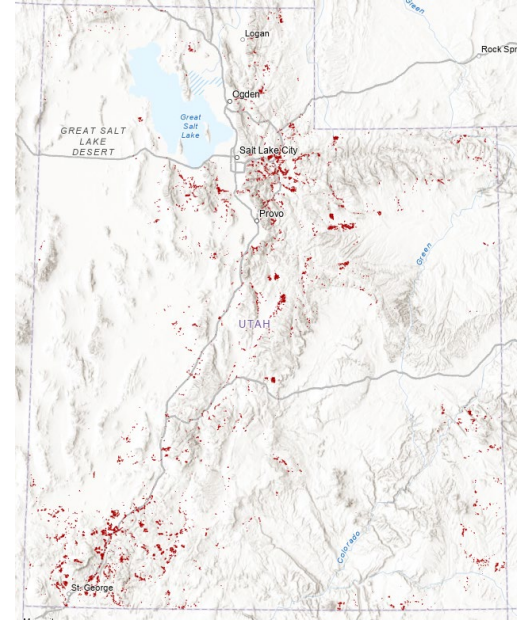 Green
Logan
Rock Spr
Ogden
GREAT SALT
LAKE
DESERT
Great
Salt
Lake
Salt Lake City
Provo
Green
UTAH
Colorado
St. George